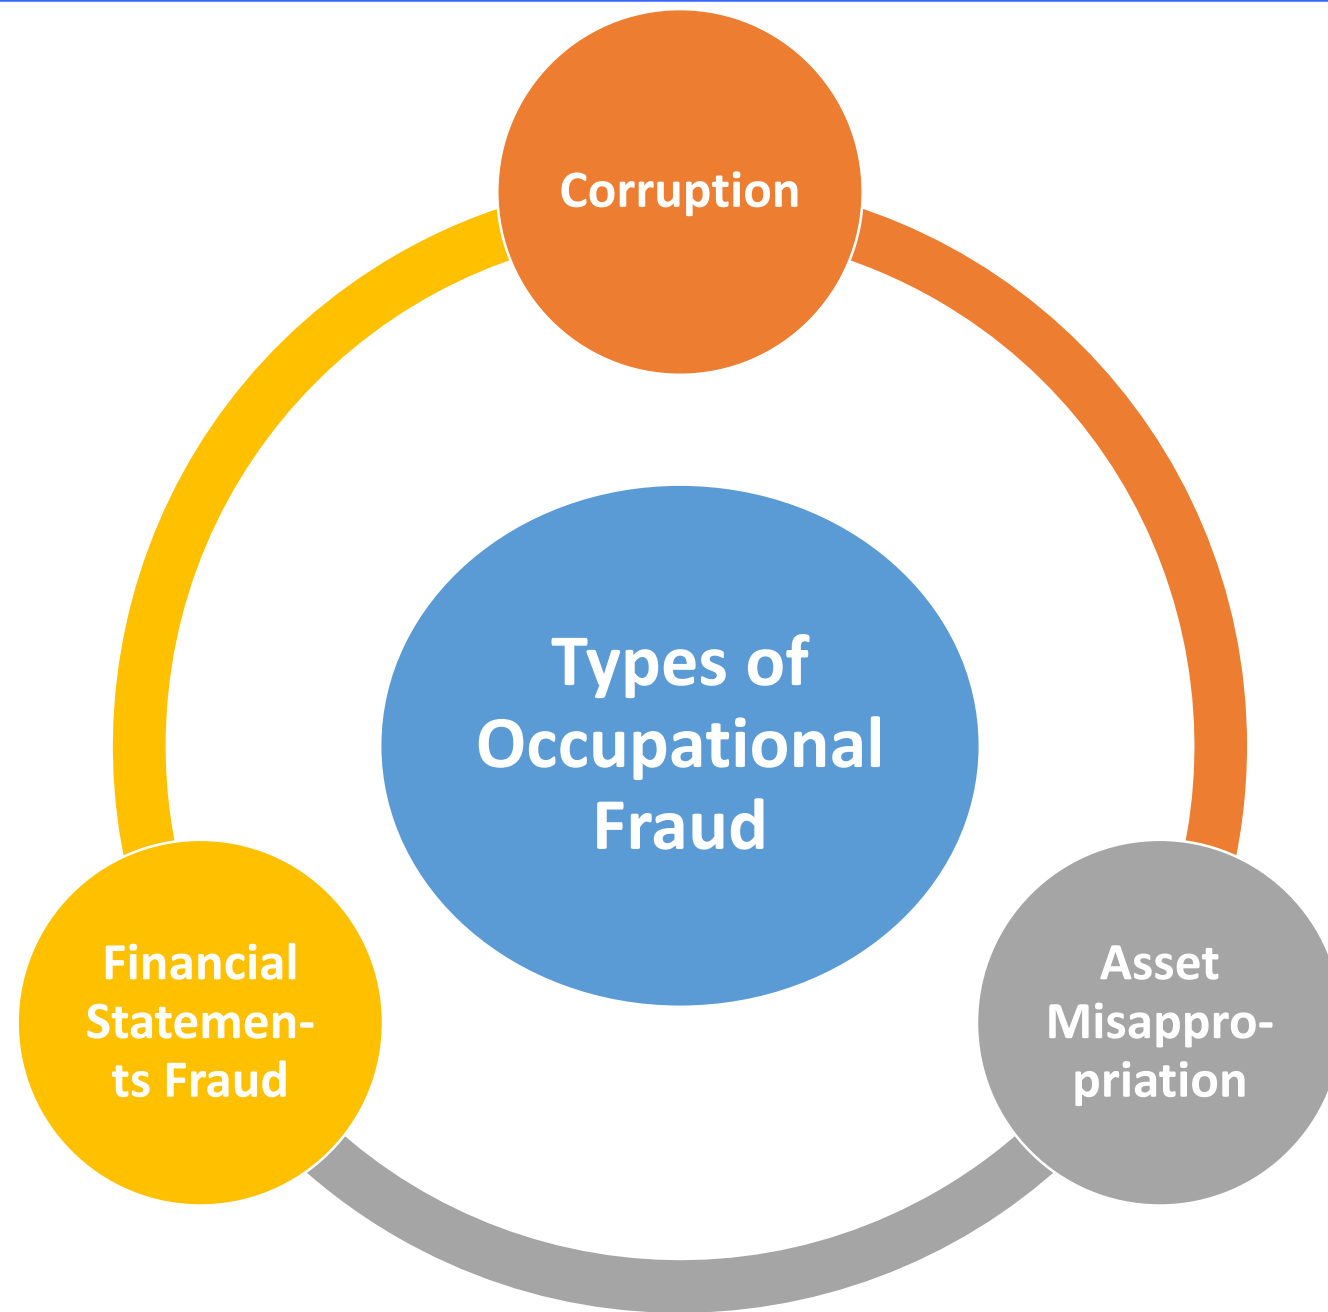 Corruption
Types of
Occupational
Fraud
Financial
Statemen-
ts Fraud
Asset
Misappro-
priation